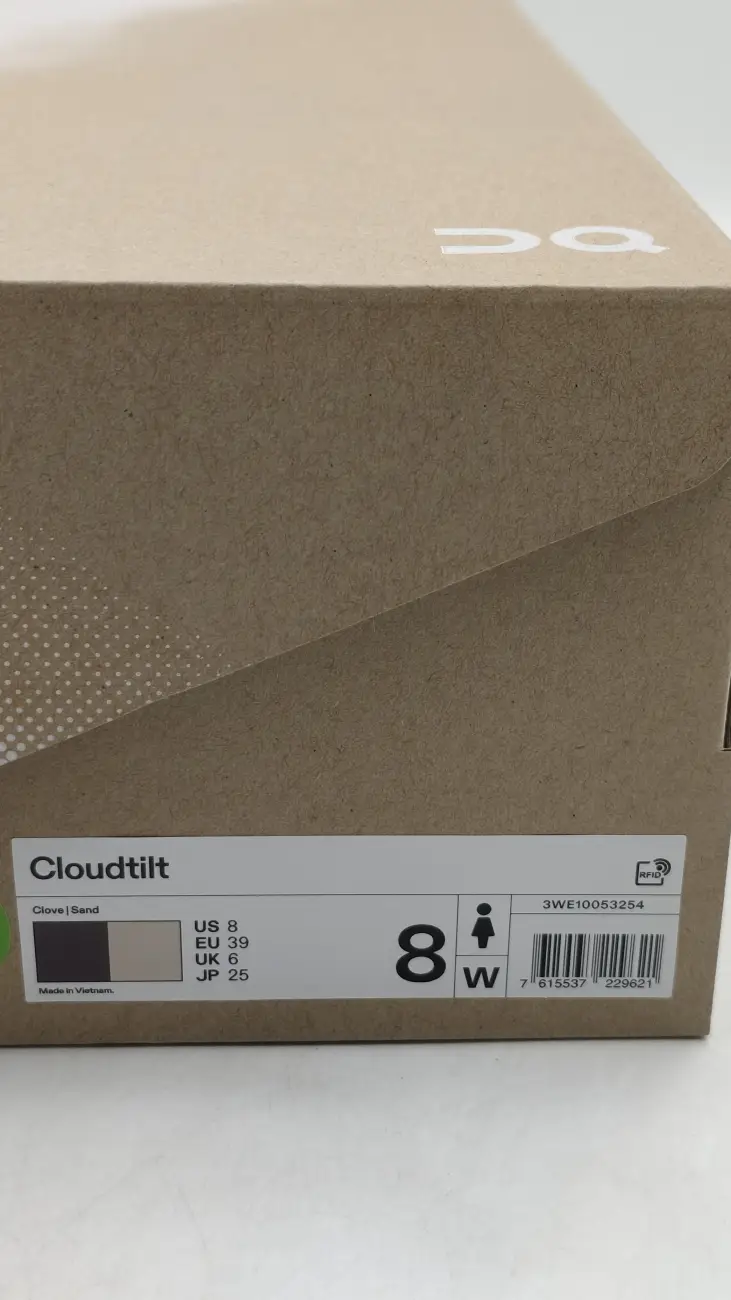 On
Cloudtilt
RFID
Clove | Sand
US 8
EU 39
UK 6
JP 25
Made in Vietnam.
8
W
3WE10053254
7 615537 229621